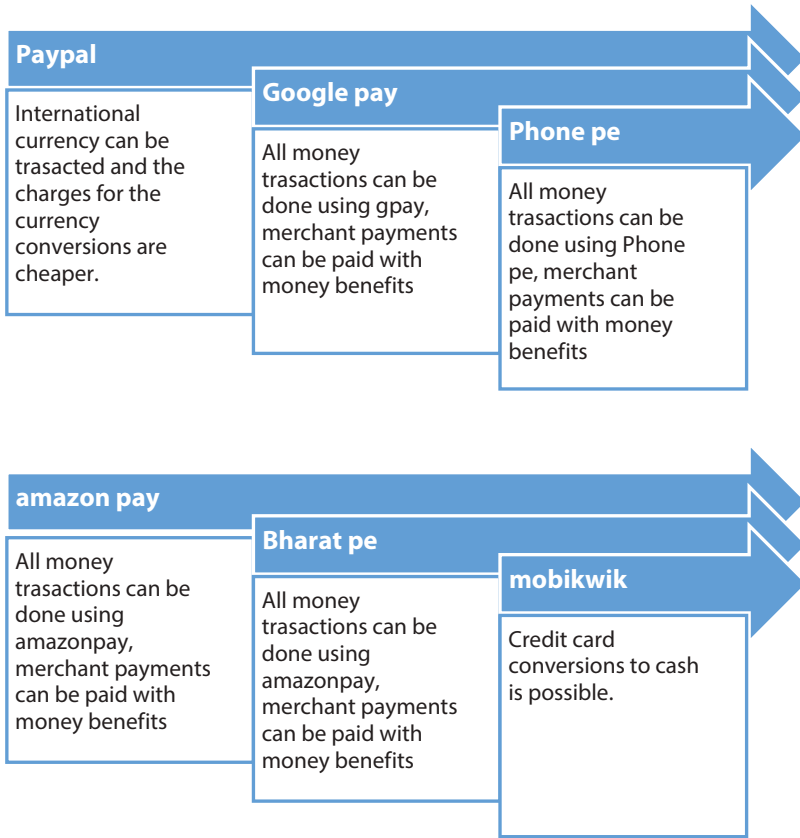 Paypal
International
currency can be
trasacted and the
charges for the
currency
conversions are
cheaper.
Google pay
All money
trasactions can be
done using gpay,
merchant payments
can be paid with
money benefits
Phone pe
All money
trasactions can be
done using Phone
pe, merchant
payments can be
paid with money
benefits
amazon pay
All money
trasactions can be
done using
amazonpay,
merchant payments
can be paid with
money benefits
Bharat pe
All money
trasactions can be
done using
amazonpay,
merchant payments
can be paid with
money benefits
mobikwik
Credit card
conversions to cash
is possible.